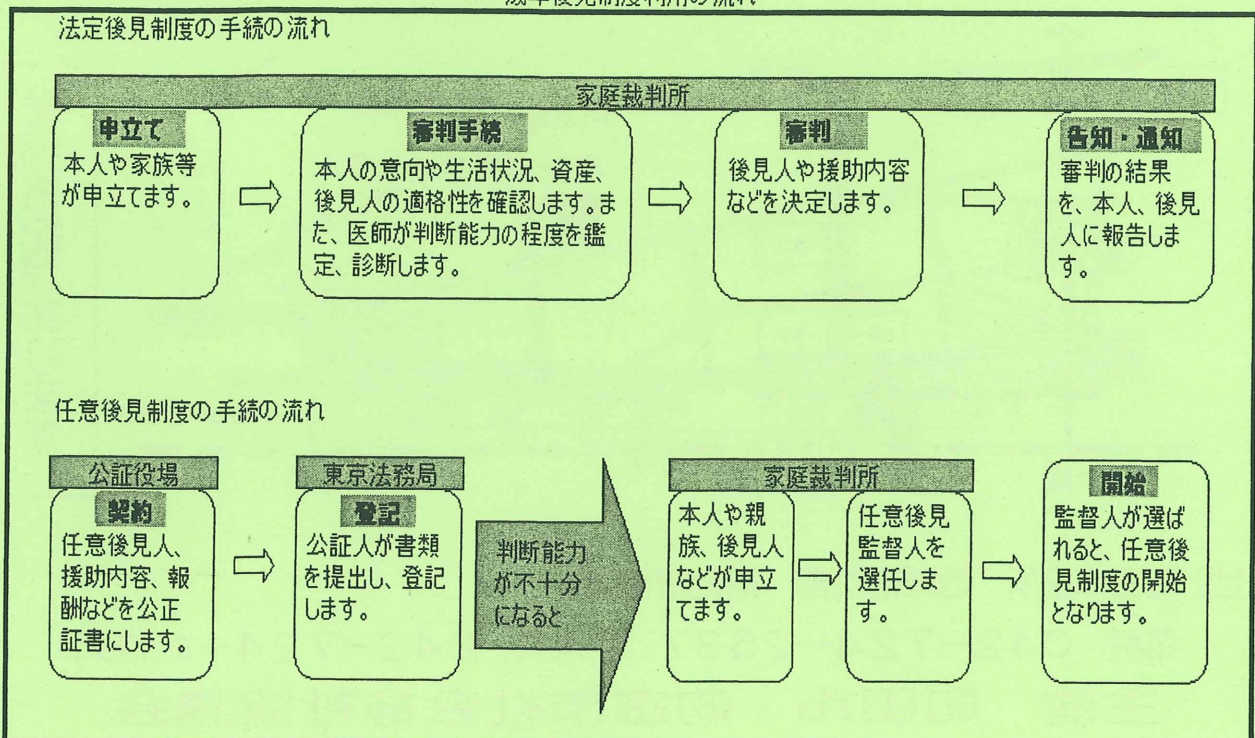 成年後見制度利用の流れ
法定後見制度の手続の流れ
家庭裁判所
申立て
本人や家族等
が申立てます。
審判手続
本人の意向や生活状況、資産、
後見人の適格性を確認します。ま
た、医師が判断能力の程度を鑑
定、診断します。
審判
後見人や援助内容
などを決定します。
告知・通知
審判の結果
を、本人、後見
人に報告しま
す。
任意後見制度の手続の流れ
公証役場
契約
任意後見人、
援助内容、報
酬などを公正
証書にします。
東京法務局
登記
公証人が書類
を提出し、登記
します。
判断能力
が不十分
になると
家庭裁判所
本人や親
族、後見人
などが申立
てます。
任意後見
監督人を
選任しま
す。
開始
監督人が選ば
れると、任意後
見制度の開始
となります。